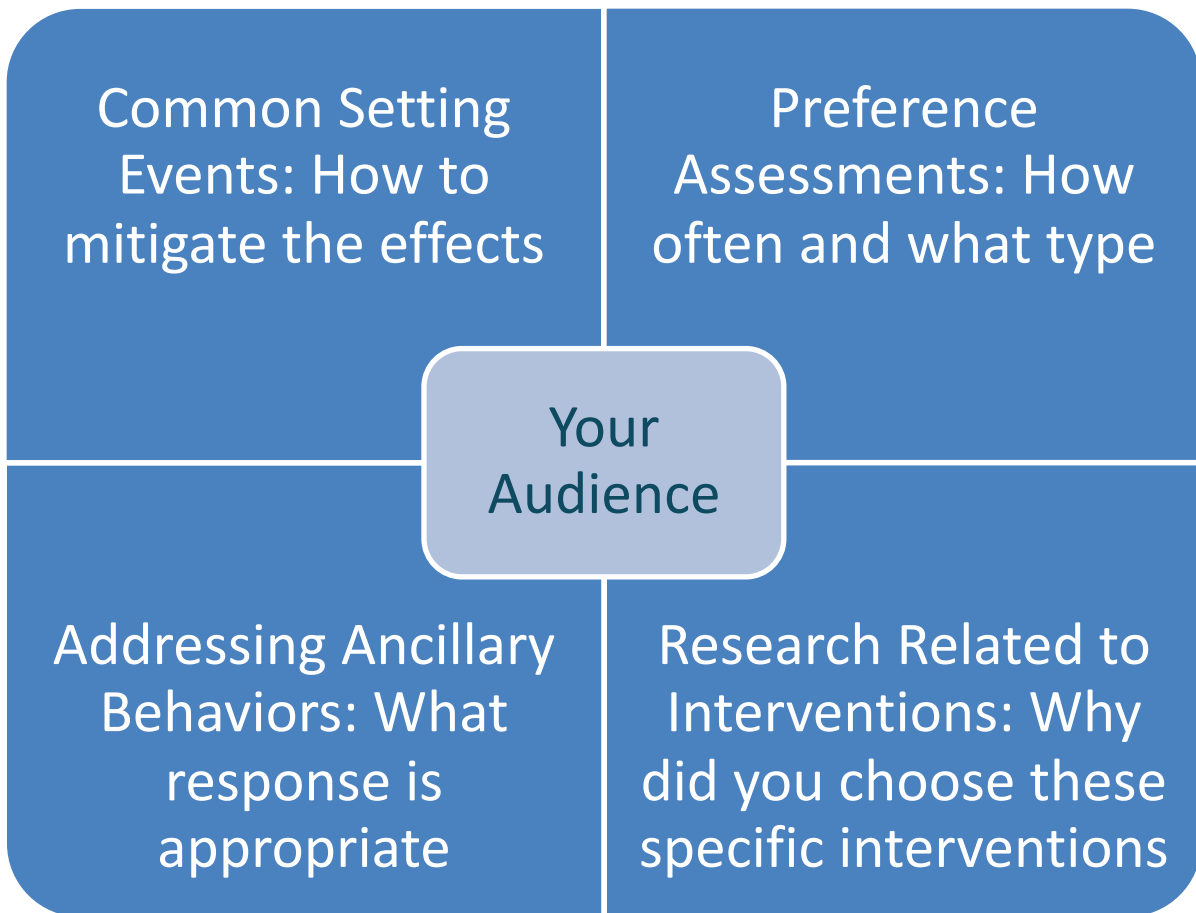 Common Setting
Events: How to
mitigate the effects
Preference
Assessments: How
often and what type
Your
Audience
Addressing Ancillary
Behaviors: What
response is
appropriate
Research Related to
Interventions: Why
did you choose these
specific interventions